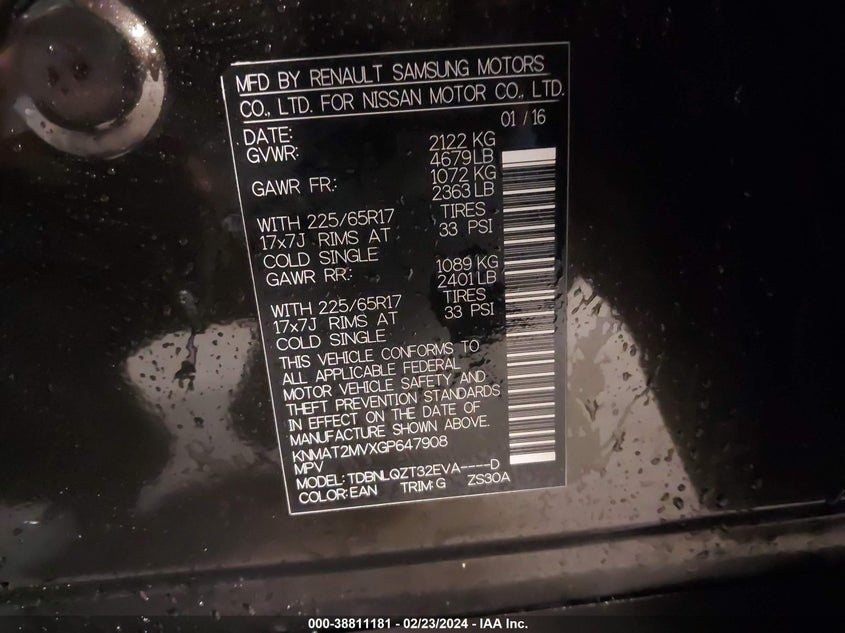 MFD BY RENAULT SAMSUNG MOTORS
CO., LTD. FOR NISSAN MOTOR CO., LTD.
DATE: 01 / 16
GVWR: 2122 KG
4679 LB
GAWR FR: 1072 KG
2363 LB
WITH 225/65R17 TIRES
17x7J RIMS AT 33 PSI
COLD SINGLE
GAWR RR: 1089 KG
2401 LB
WITH 225/65R17 TIRES
17x7J RIMS AT 33 PSI
COLD SINGLE
THIS VEHICLE CONFORMS TO
ALL APPLICABLE FEDERAL
MOTOR VEHICLE SAFETY AND
THEFT PREVENTION STANDARDS
IN EFFECT ON THE DATE OF
MANUFACTURE SHOWN ABOVE.
KNMAT2MVXGP647908
MPV
MODEL: TDBNLQZT32EVA----D
COLOR: EAN TRIM: G ZS30A
000-38811181 - 02/23/2024 - IAA Inc.